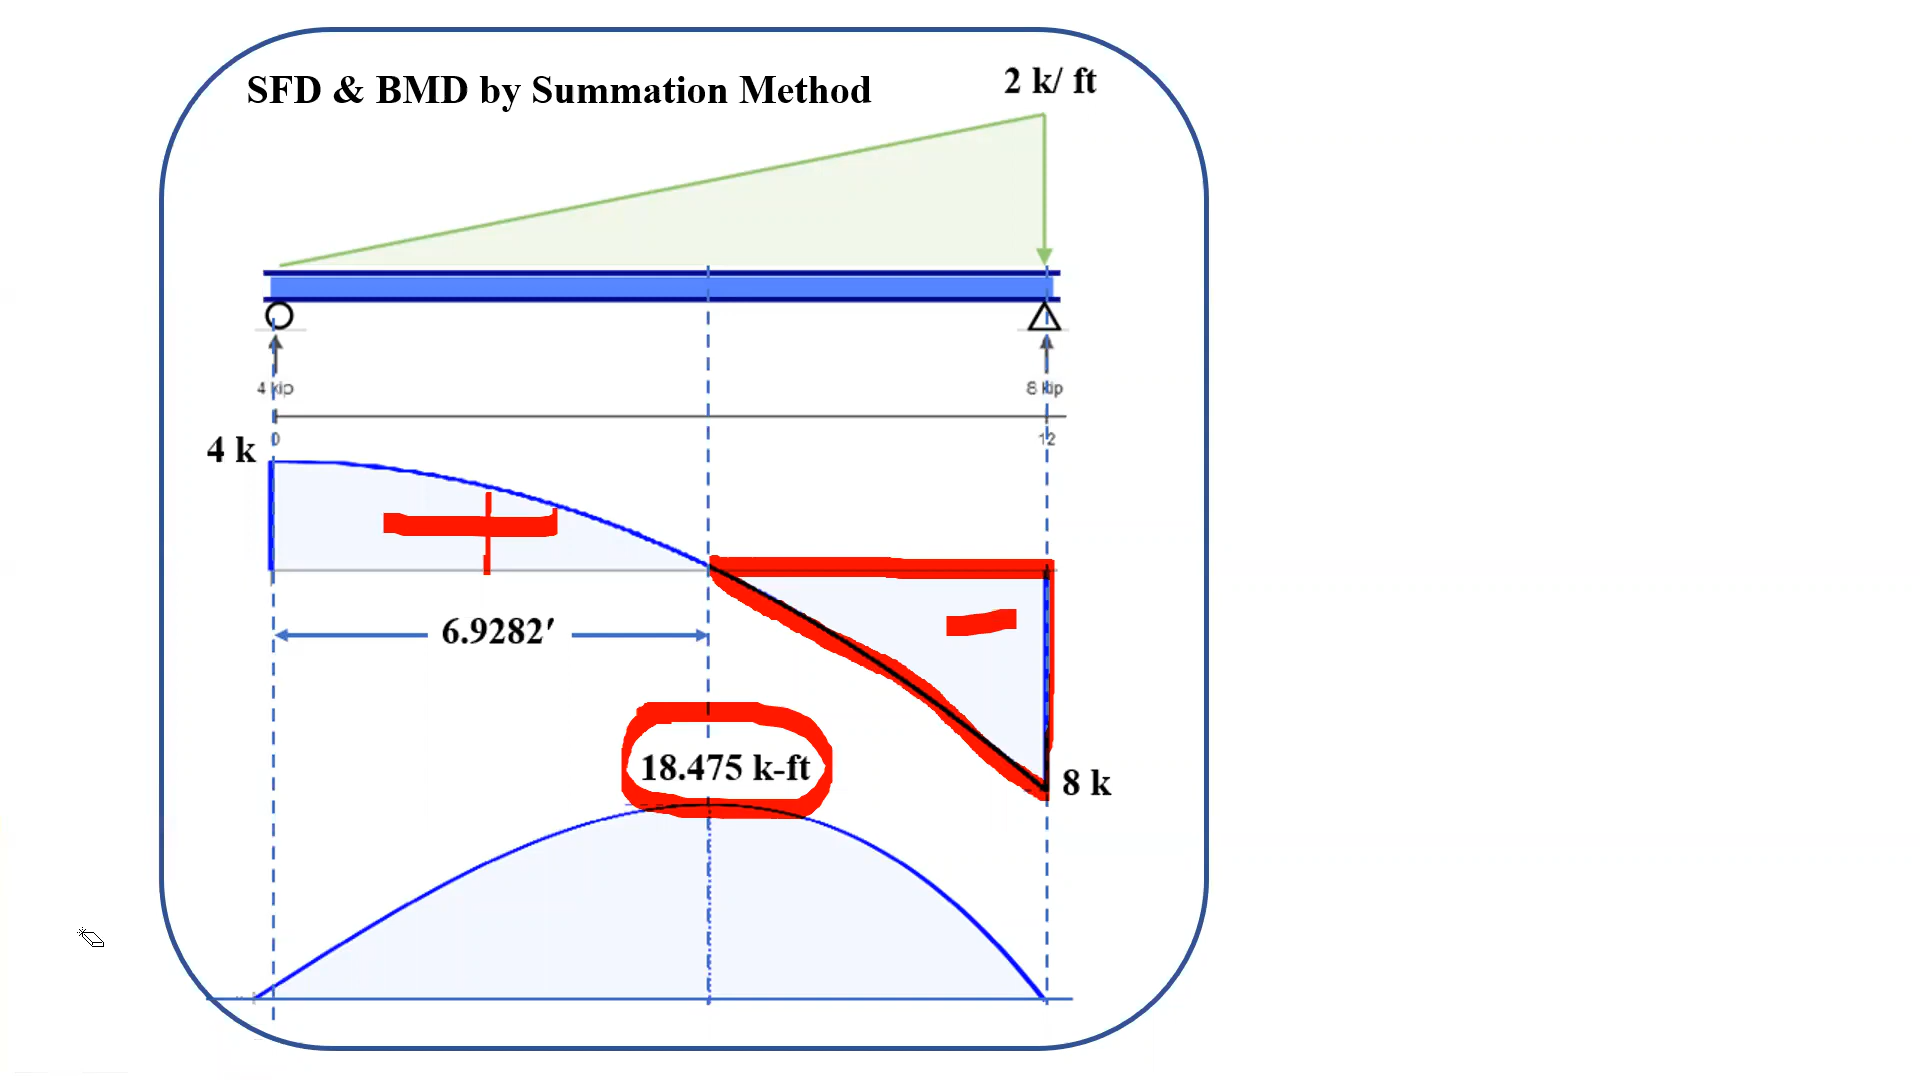 SFD & BMD by Summation Method
2 k/ ft
4 kip
8 kip
0
12
4 k
6.9282′
18.475 k-ft
8 k